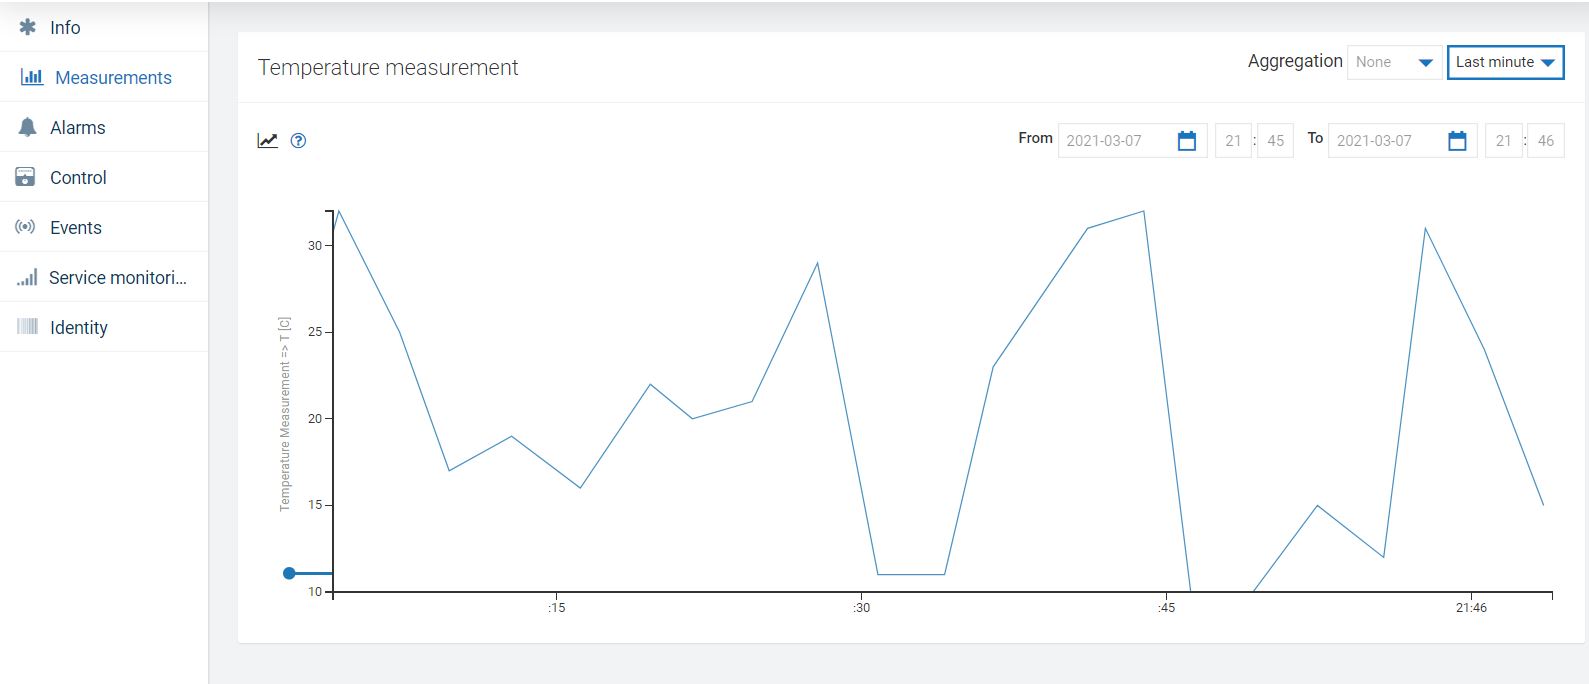 Info
Measurements
Alarms
Control
Events
Service monitori...
Identity
Temperature measurement
Aggregation None Last minute
From 2021-03-07 21 : 45 To 2021-03-07 21 : 46
Temperature Measurement => T [C]
30
25
20
15
10
:15 :30 :45 21:46